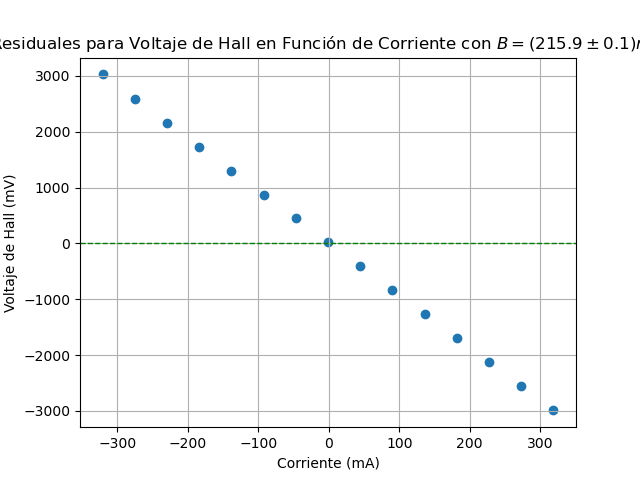 Residuales para Voltaje de Hall en Función de Corriente con B = (215.9 ± 0.1)
3000
2000
1000
0
−1000
−2000
−3000
Voltaje de Hall (mV)
−300 −200 −100 0 100 200 300
Corriente (mA)